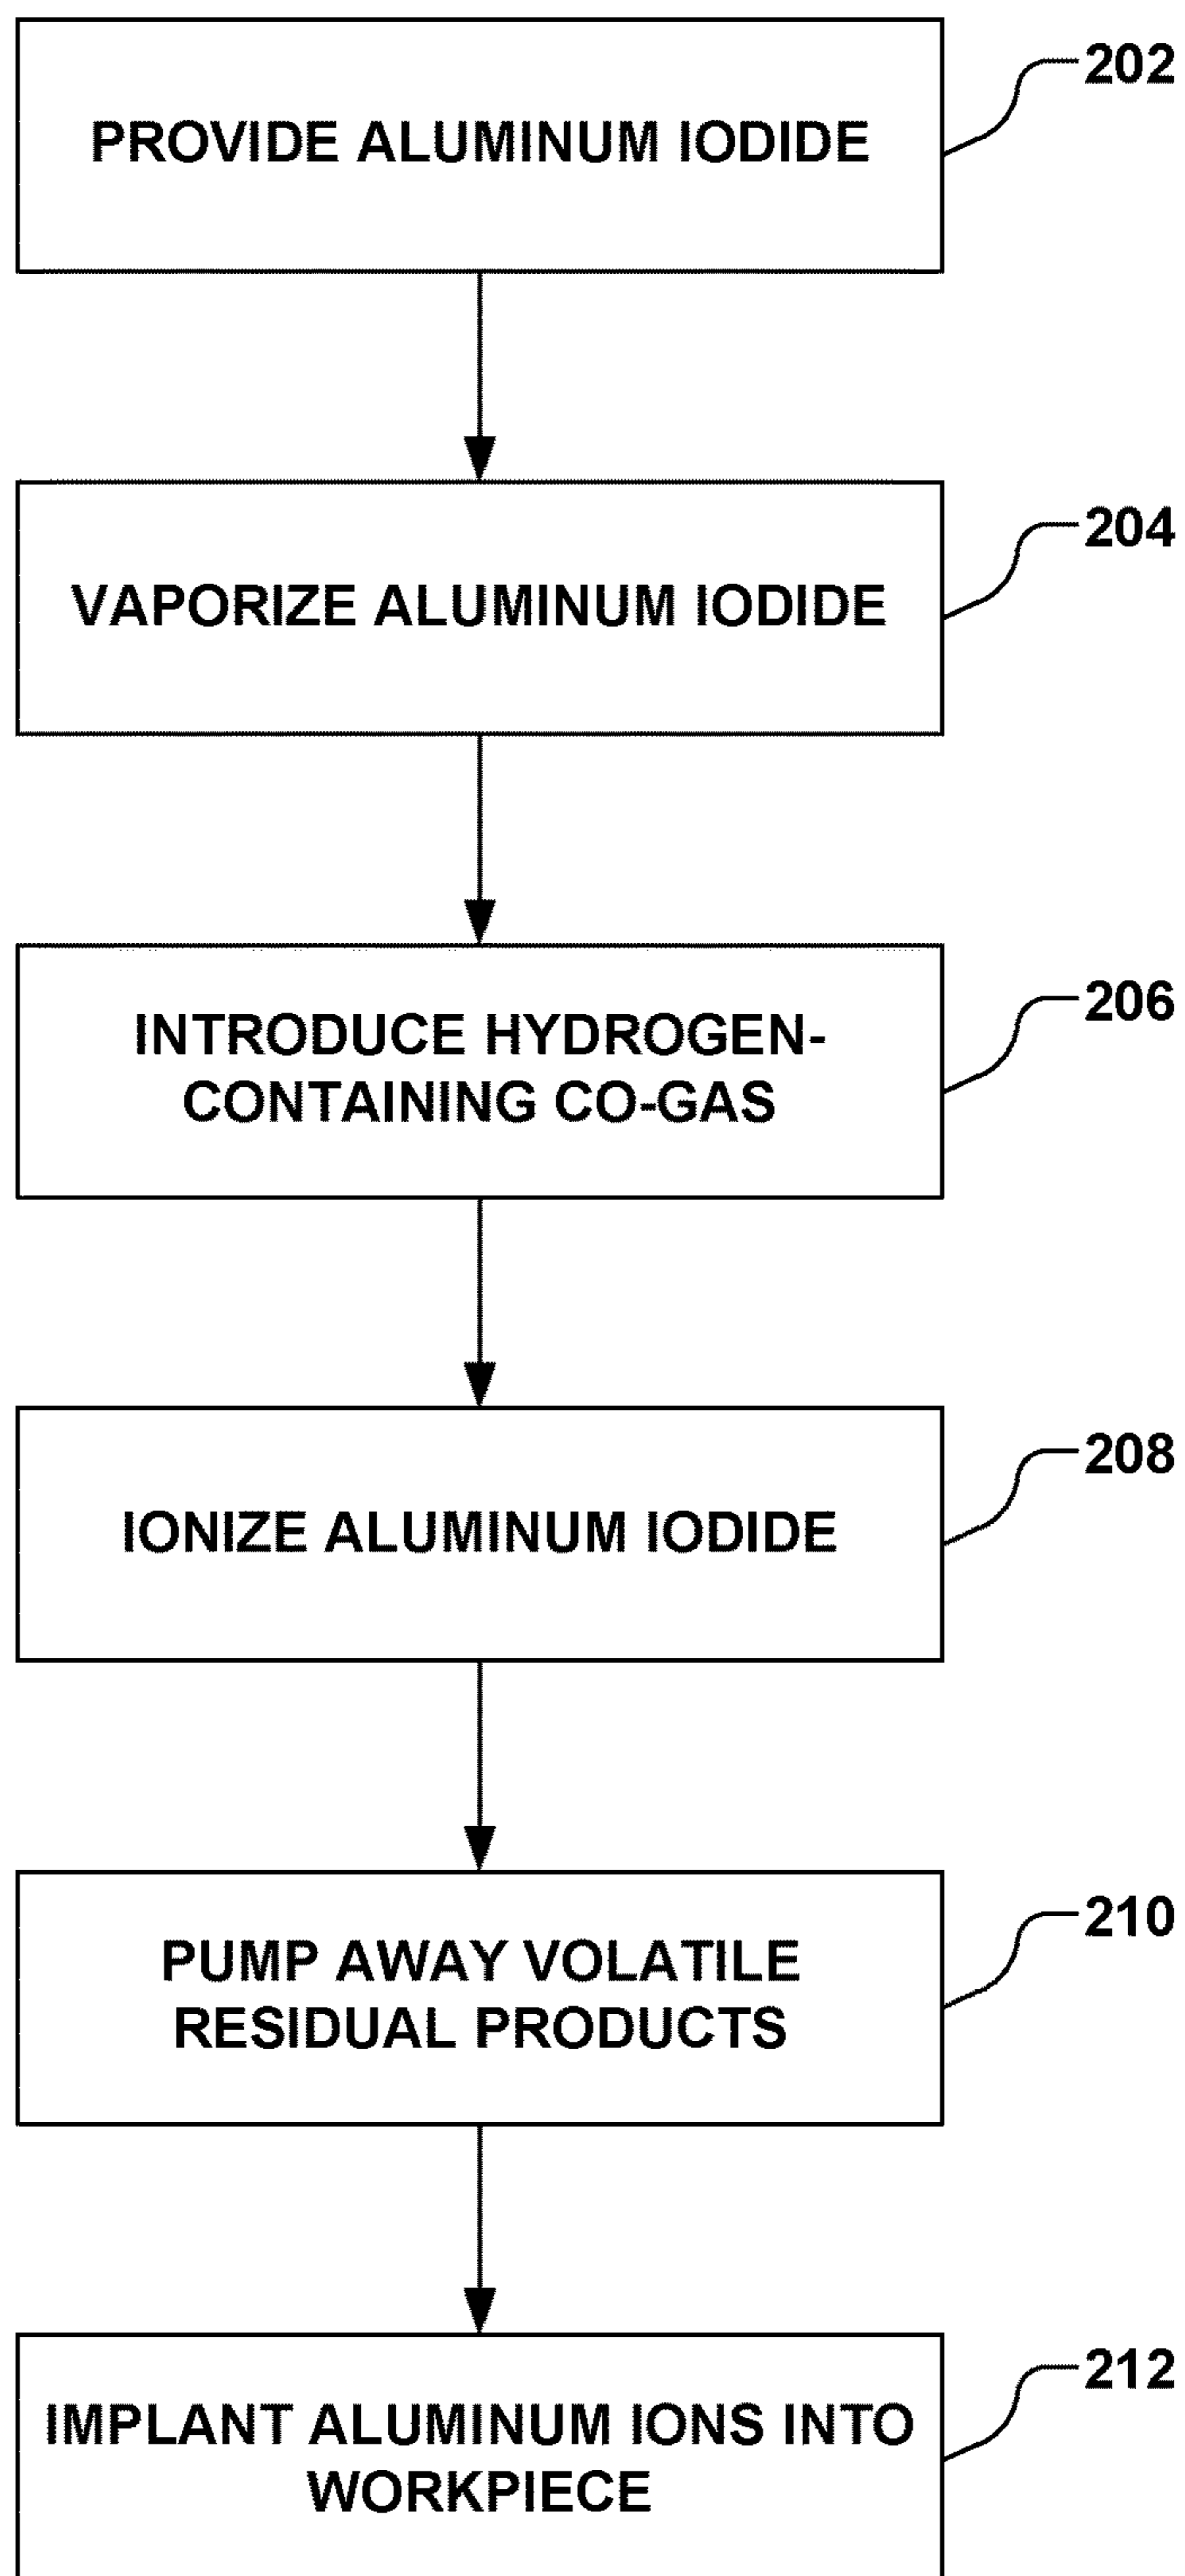 PROVIDE ALUMINUM IODIDE
202
VAPORIZE ALUMINUM IODIDE
204
INTRODUCE HYDROGEN-
CONTAINING CO-GAS
206
IONIZE ALUMINUM IODIDE
208
PUMP AWAY VOLATILE
RESIDUAL PRODUCTS
210
IMPLANT ALUMINUM IONS INTO
WORKPIECE
212